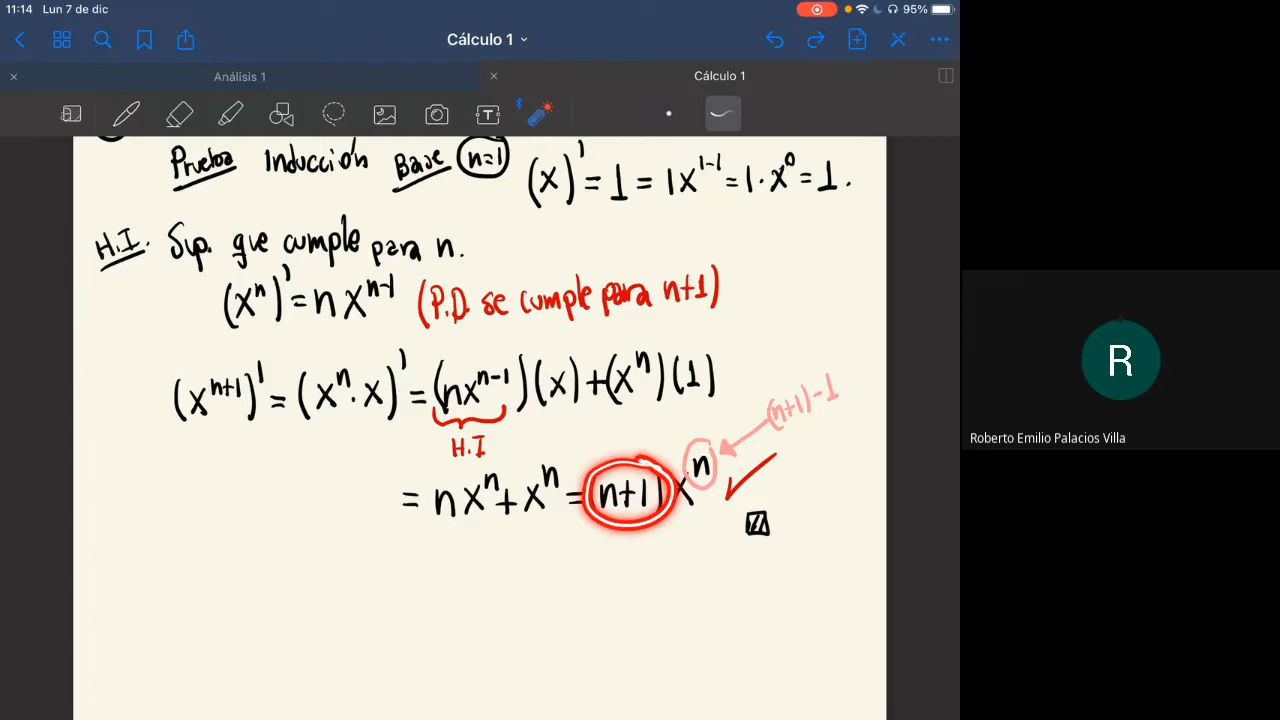 11:14 Lun 7 de dic 95%
Cálculo 1
Análisis 1 Cálculo 1
T
Prueba Inducción Base n=1 (x)' = 1 = 1x^{1-1} = 1·x^0 = 1.
H.I. Sup. que cumple para n.
(x^n)' = n x^{n-1} (P.D. se cumple para n+1)
(x^{n+1})' = (x^n · x)' = (nx^{n-1})(x) + (x^n)(1)
(n+1)-1
H.I
= nx^n + x^n = (n+1)x^n
R
Roberto Emilio Palacios Villa